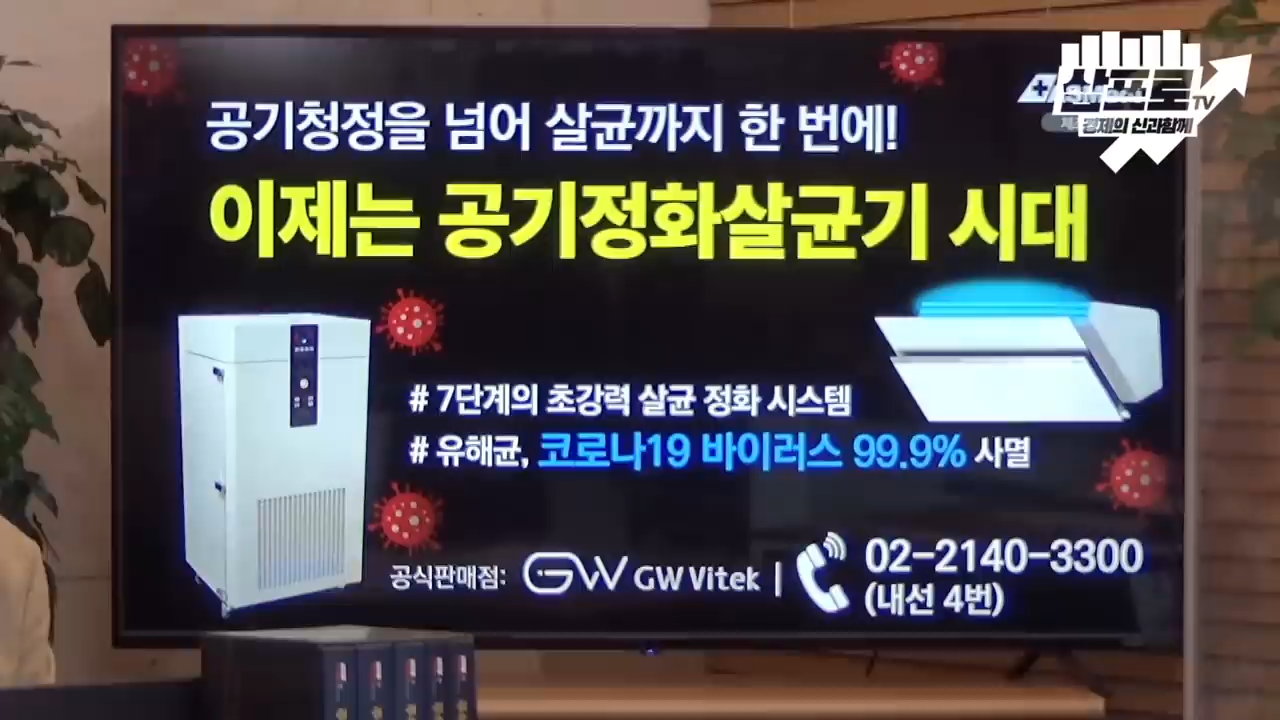 삼프로TV
경제의 신과함께
공기청정을 넘어 살균까지 한 번에!
이제는 공기정화살균기 시대
# 7단계의 초강력 살균 정화 시스템
# 유해균, 코로나19 바이러스 99.9% 사멸
공식판매점: GW GW Vitek | 02-2140-3300
(내선 4번)